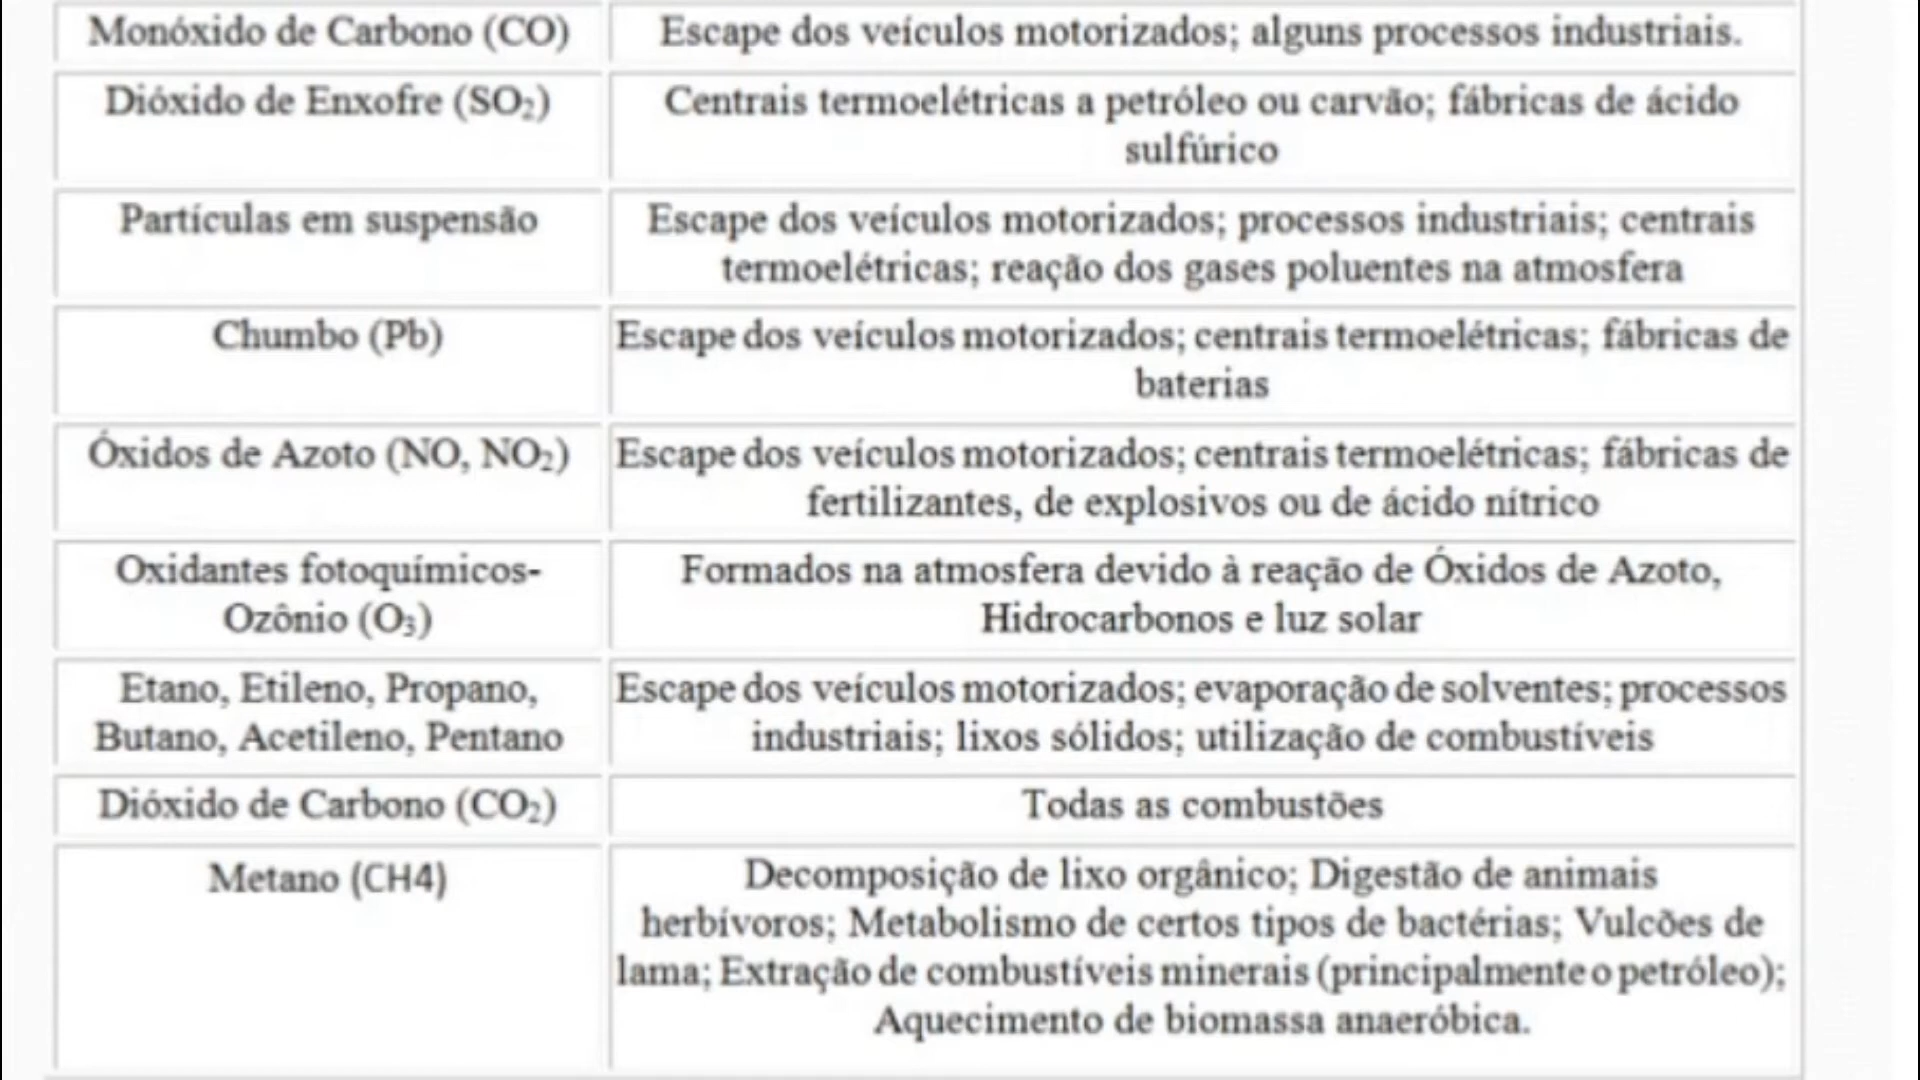 Monóxido de Carbono (CO)
Escape dos veículos motorizados; alguns processos industriais.
Dióxido de Enxofre (SO₂)
Centrais termoelétricas a petróleo ou carvão; fábricas de ácido
sulfúrico
Partículas em suspensão
Escape dos veículos motorizados; processos industriais; centrais
termoelétricas; reação dos gases poluentes na atmosfera
Chumbo (Pb)
Escape dos veículos motorizados; centrais termoelétricas; fábricas de
baterias
Óxidos de Azoto (NO, NO₂)
Escape dos veículos motorizados; centrais termoelétricas; fábricas de
fertilizantes, de explosivos ou de ácido nítrico
Oxidantes fotoquímicos-
Ozônio (O₃)
Formados na atmosfera devido à reação de Óxidos de Azoto,
Hidrocarbonos e luz solar
Etano, Etileno, Propano,
Butano, Acetileno, Pentano
Escape dos veículos motorizados; evaporação de solventes; processos
industriais; lixos sólidos; utilização de combustíveis
Dióxido de Carbono (CO₂)
Todas as combustões
Metano (CH4)
Decomposição de lixo orgânico; Digestão de animais
herbívoros; Metabolismo de certos tipos de bactérias; Vulcões de
lama; Extração de combustíveis minerais (principalmente o petróleo);
Aquecimento de biomassa anaeróbica.